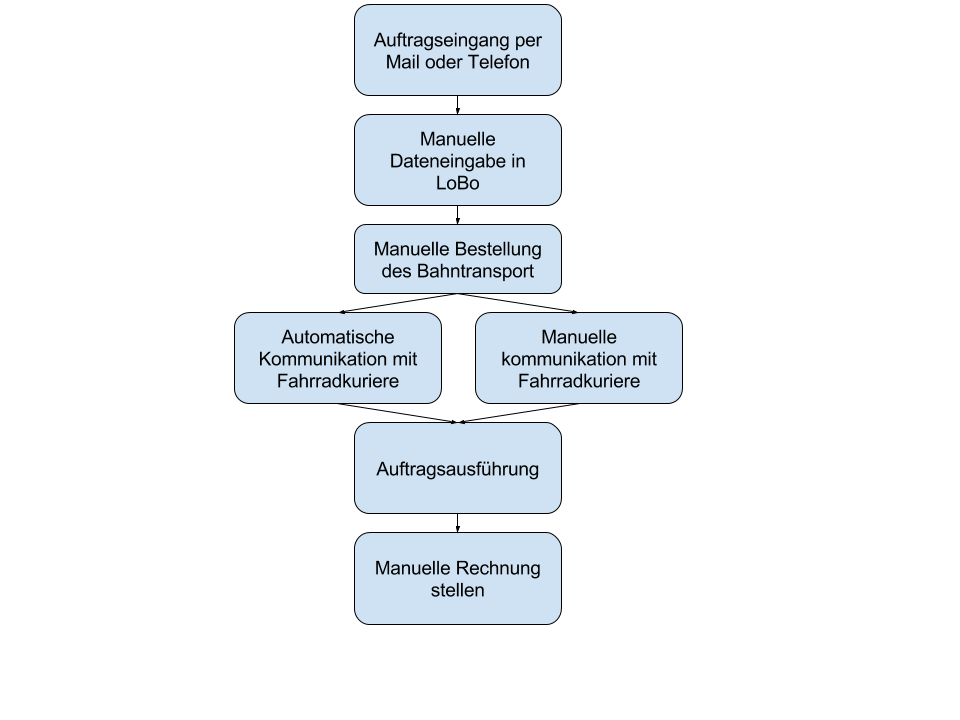 Auftragseingang per
Mail oder Telefon
Manuelle
Dateneingabe in
LoBo
Manuelle Bestellung
des Bahntransport
Automatische
Kommunikation mit
Fahrradkuriere
Manuelle
kommunikation mit
Fahrradkuriere
Auftragsausführung
Manuelle Rechnung
stellen